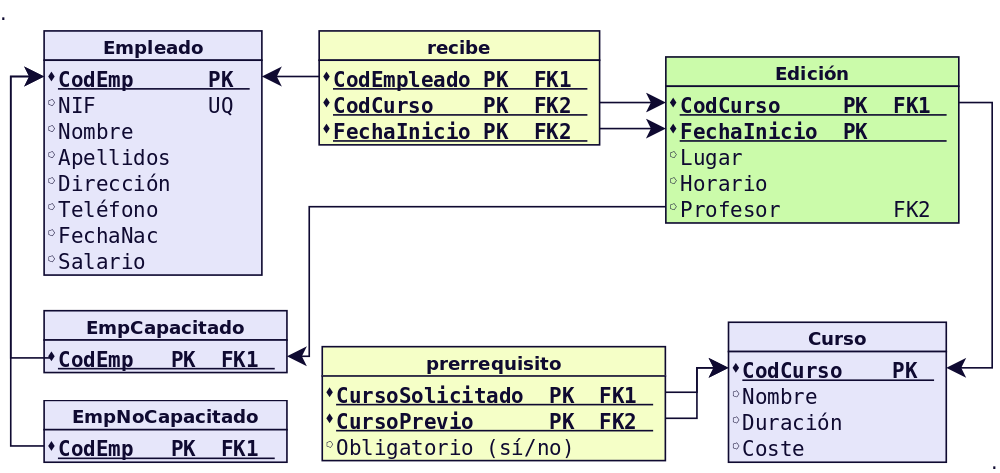 Empleado
CodEmp PK
NIF UQ
Nombre
Apellidos
Dirección
Teléfono
FechaNac
Salario
recibe
CodEmpleado PK FK1
CodCurso PK FK2
FechaInicio PK FK2
Edición
CodCurso PK FK1
FechaInicio PK
Lugar
Horario
Profesor FK2
EmpCapacitado
CodEmp PK FK1
EmpNoCapacitado
CodEmp PK FK1
prerrequisito
CursoSolicitado PK FK1
CursoPrevio PK FK2
Obligatorio (sí/no)
Curso
CodCurso PK
Nombre
Duración
Coste